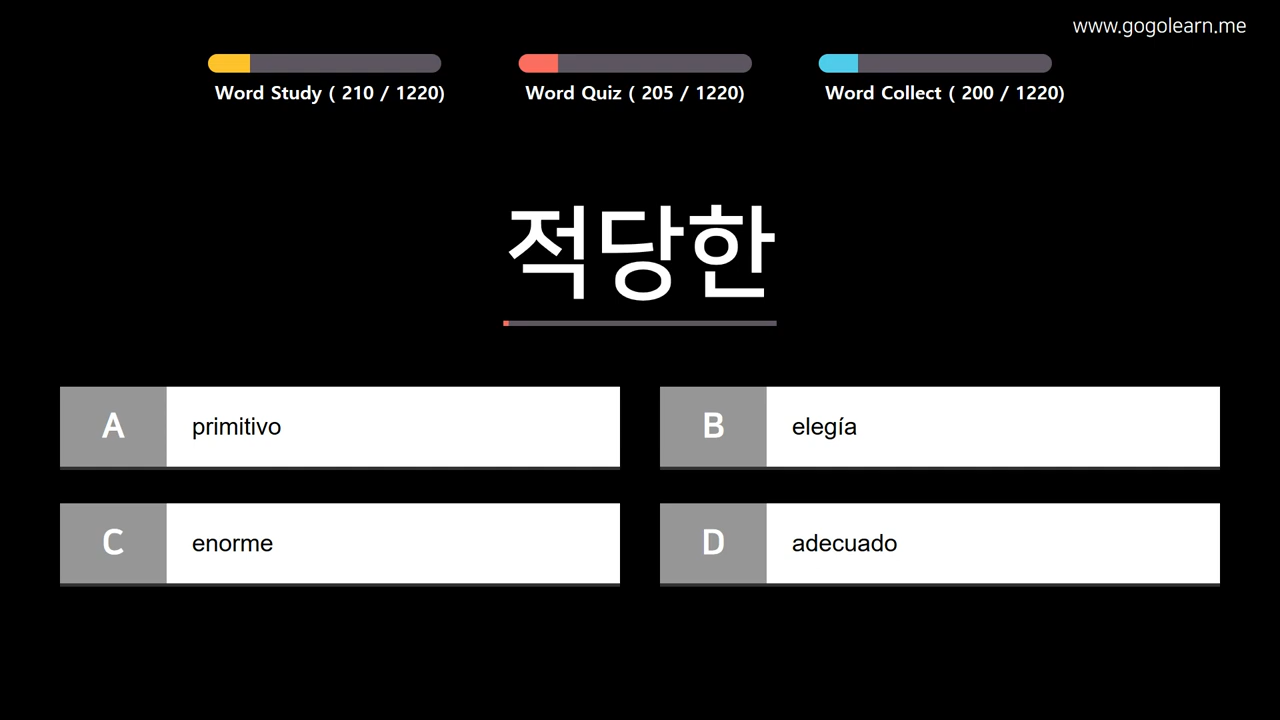 www.gogolearn.me
Word Study ( 210 / 1220)
Word Quiz ( 205 / 1220)
Word Collect ( 200 / 1220)
적당한
A primitivo
B elegía
C enorme
D adecuado